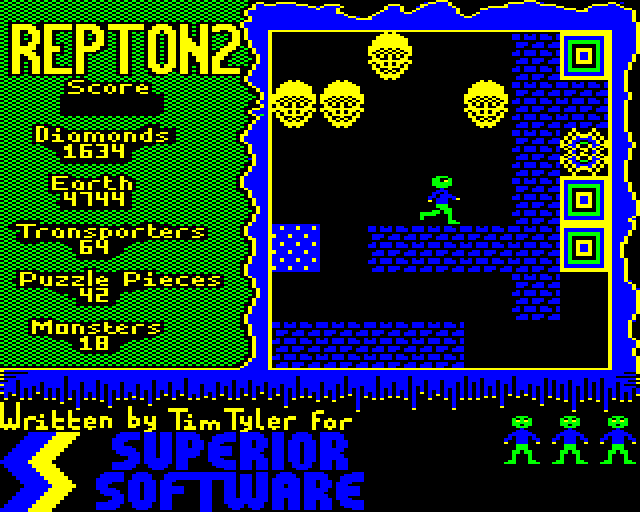 REPTON2
Score
Diamonds
1634
Earth
4744
Transporters
64
Puzzle Pieces
42
Monsters
18
Written by Tim Tyler for
SUPERIOR
SOFTWARE